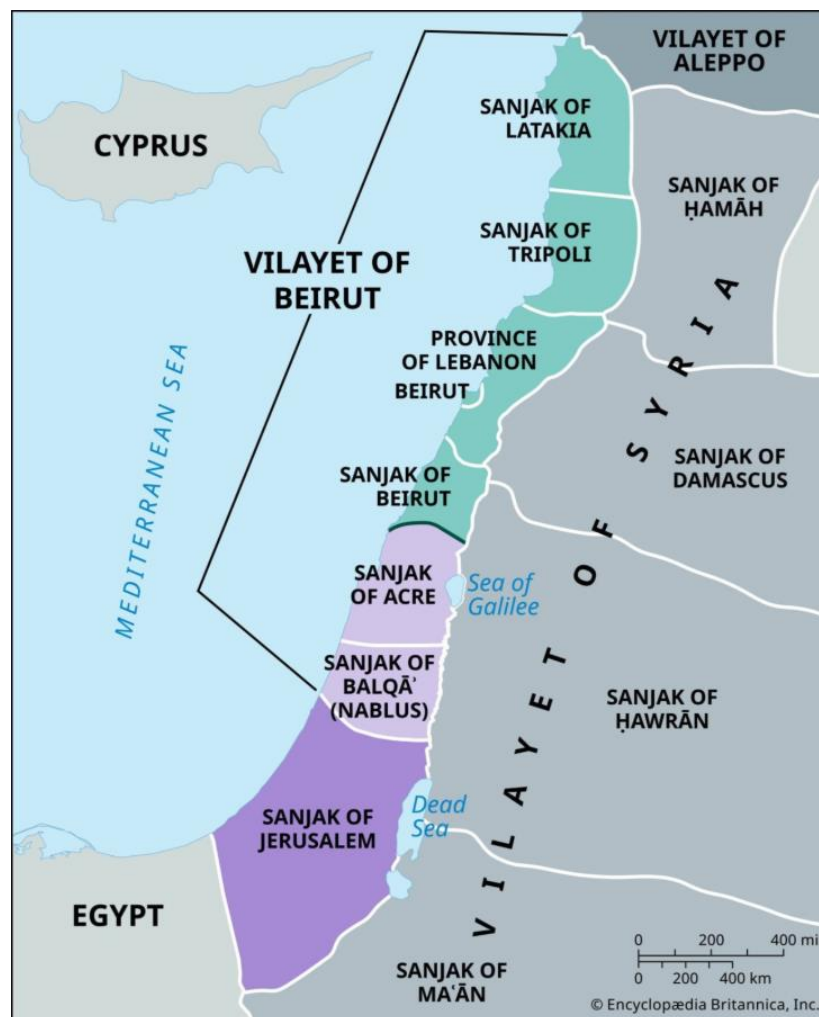 VILAYET OF
ALEPPO
SANJAK OF
LATAKIA
CYPRUS
SANJAK OF
ḤAMĀH
SANJAK OF
TRIPOLI
VILAYET OF
BEIRUT
PROVINCE
OF LEBANON
BEIRUT
MEDITERRANEAN SEA
SANJAK OF
DAMASCUS
SANJAK OF
BEIRUT
SANJAK
OF ACRE
Sea of
Galilee
SANJAK OF
BALQĀʾ
(NABLUS)
SANJAK OF
ḤAWRĀN
VILAYET OF SYRIA
Dead
Sea
SANJAK OF
JERUSALEM
EGYPT
SANJAK OF
MAʿĀN
0 200 400 mi
0 200 400 km
© Encyclopædia Britannica, Inc.